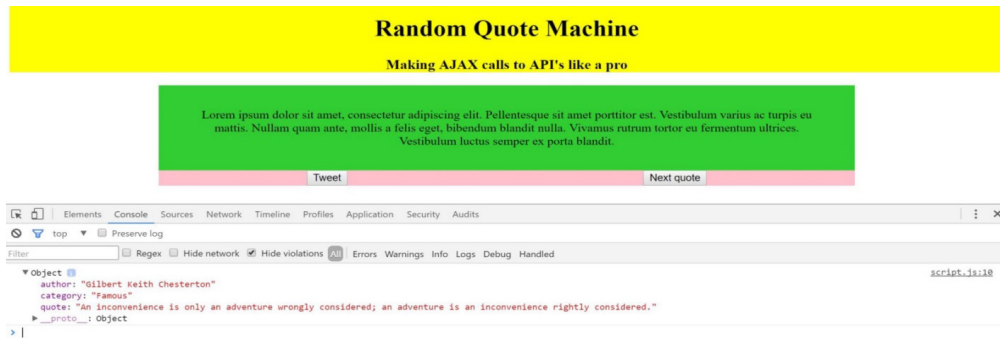 Random Quote Machine
Making AJAX calls to API's like a pro
Lorem ipsum dolor sit amet, consectetur adipiscing elit. Pellentesque sit amet porttitor est. Vestibulum varius ac turpis eu
mattis. Nullam quam ante, mollis a felis eget, bibendum blandit nulla. Vivamus rutrum tortor eu fermentum ultrices.
Vestibulum luctus semper ex porta blandit.
Tweet Next quote
Elements Console Sources Network Timeline Profiles Application Security Audits
top Preserve log
Filter Regex Hide network Hide violations All Errors Warnings Info Logs Debug Handled
Object script.js:10
author: "Gilbert Keith Chesterton"
category: "Famous"
quote: "An inconvenience is only an adventure wrongly considered; an adventure is an inconvenience rightly considered."
__proto__: Object